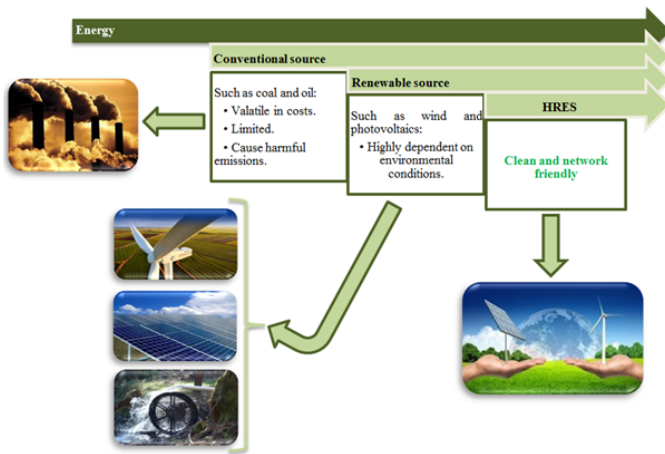 Energy
Conventional source
Such as coal and oil:
• Valatile in costs.
• Limited.
• Cause harmful
emissions.
Renewable source
Such as wind and
photovoltaics:
• Highly dependent on
environmental
conditions.
HRES
Clean and network
friendly